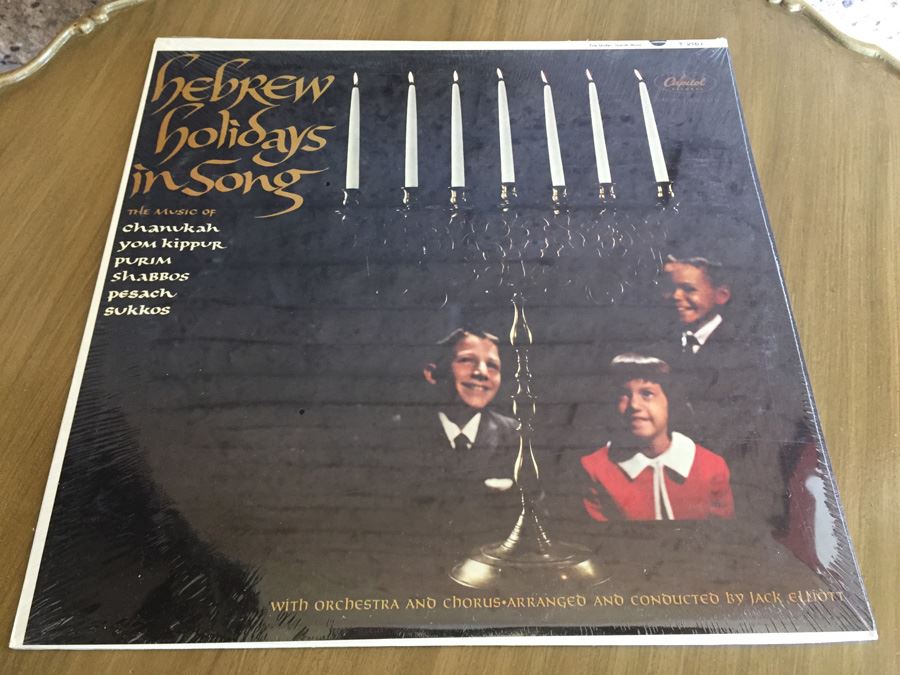 hebrew
holidays
in Song
THE MUSIC OF
chanukah
yom kippur
PURIM
ShaBBOS
pesach
sukkos
Capitol
WITH ORCHESTRA AND CHORUS•ARRANGED AND CONDUCTED BY JACK ELLIOTT